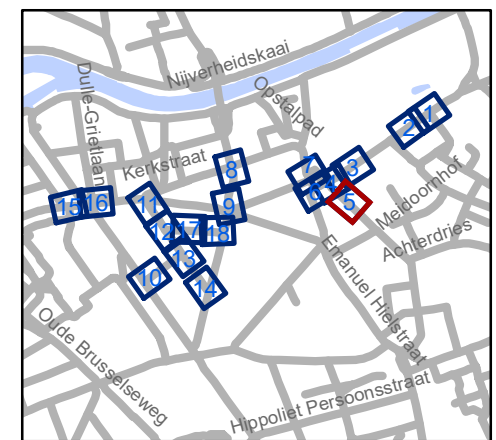 Nijverheidskaai
Dulle-Grietlaan
Opstalpad
Kerkstraat
1
2
3
4
5
6
7
8
9
10
11
12
13
14
15
16
17
18
Meidoornhof
Achterdries
Emanuel Hielstraat
Oude Brusselseweg
Hippoliet Persoonsstraat